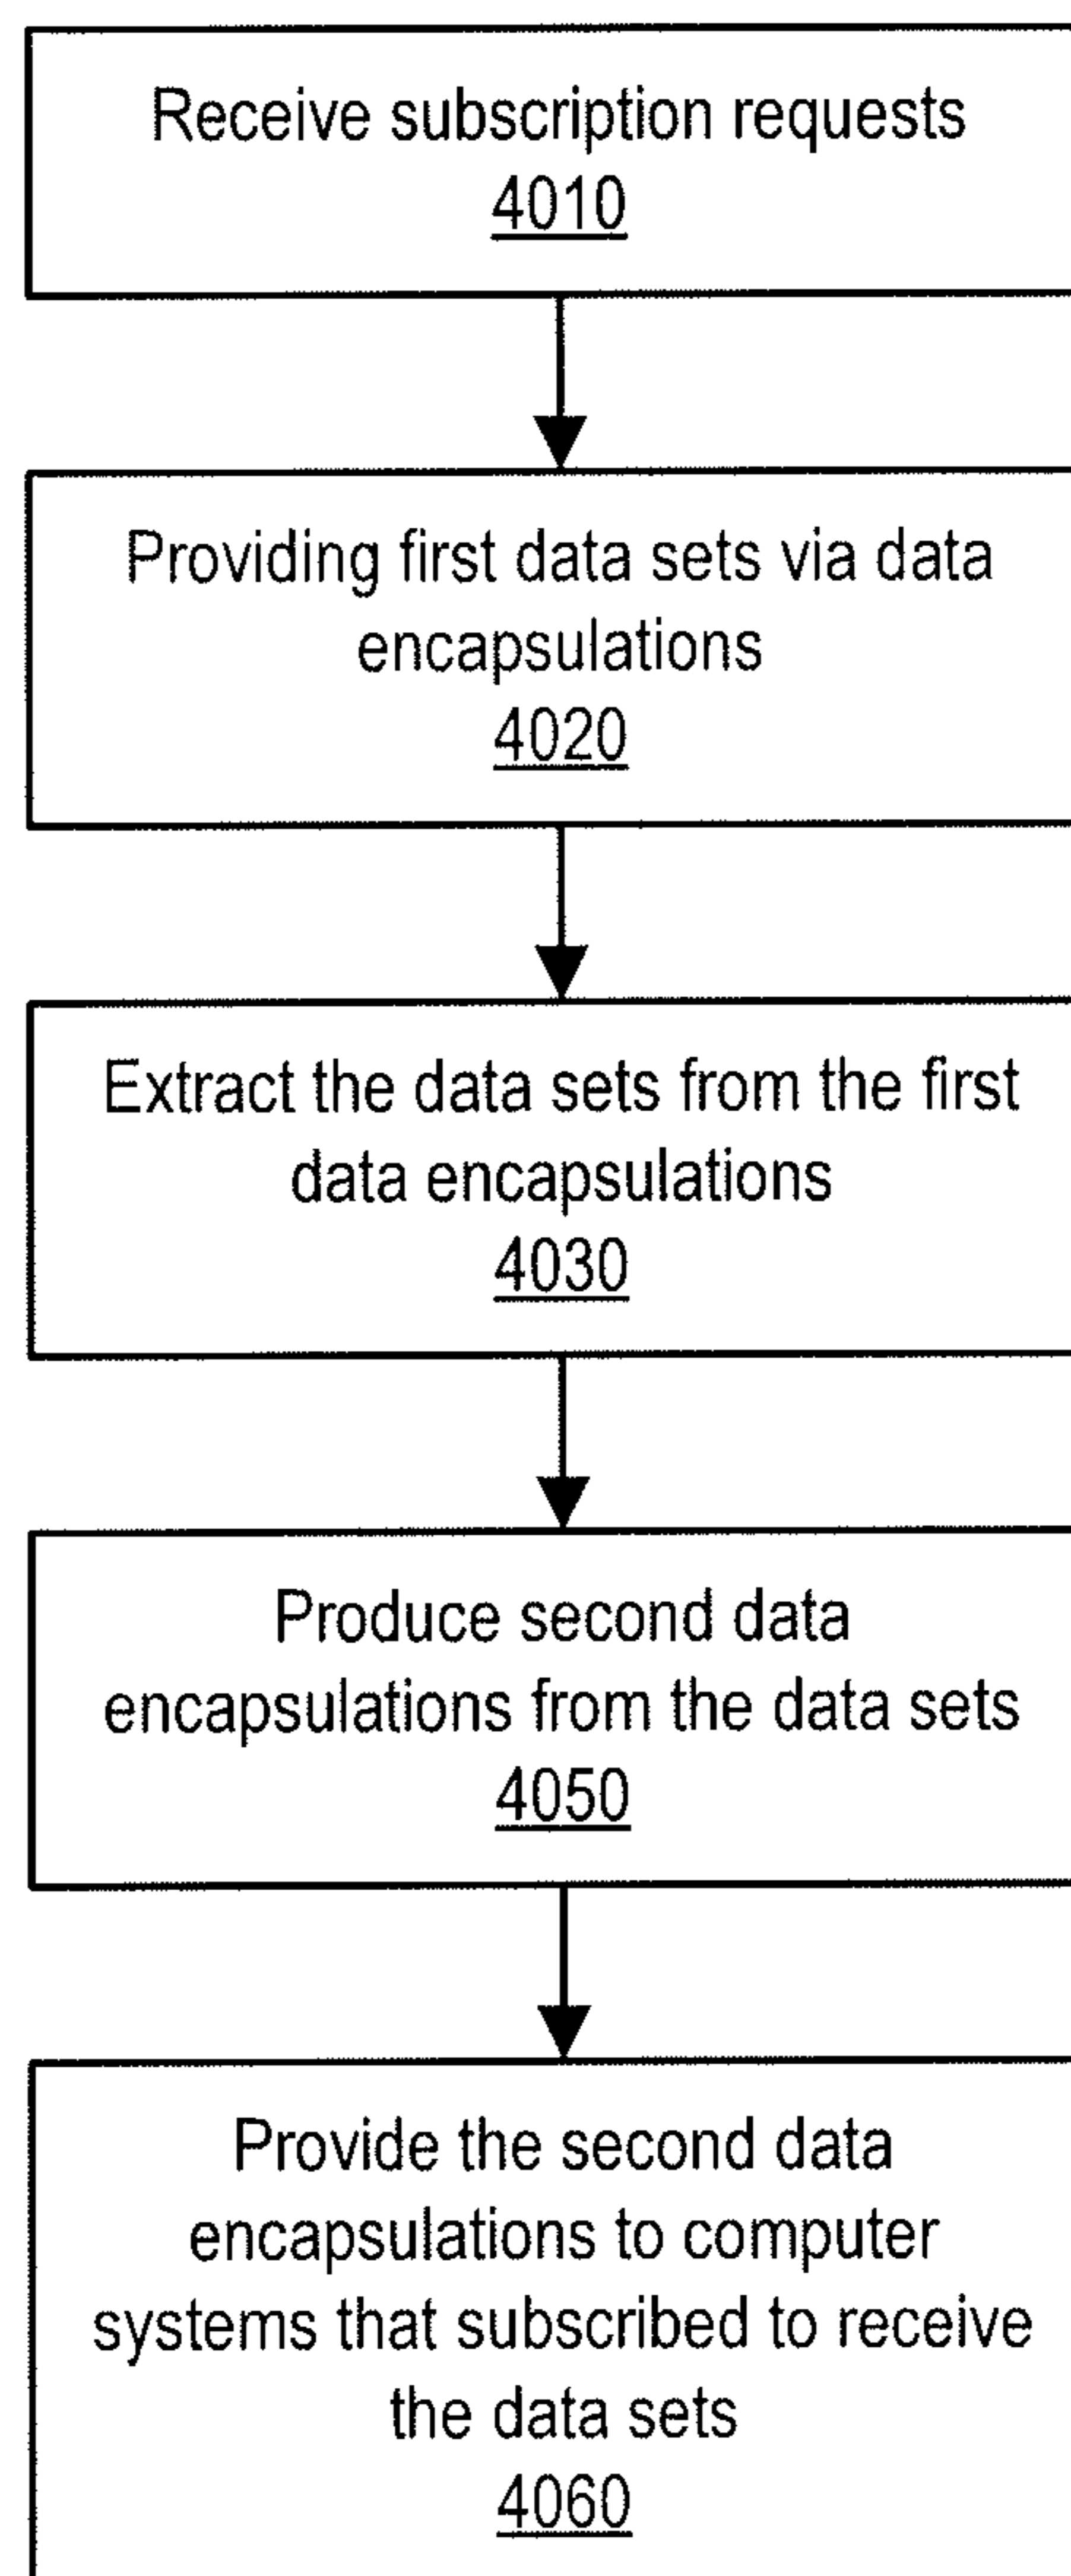 Receive subscription requests
4010
Providing first data sets via data
encapsulations
4020
Extract the data sets from the first
data encapsulations
4030
Produce second data
encapsulations from the data sets
4050
Provide the second data
encapsulations to computer
systems that subscribed to receive
the data sets
4060